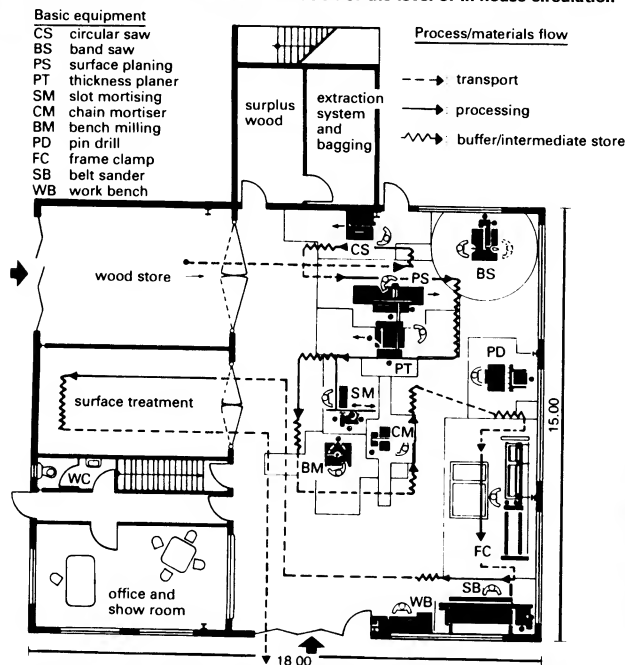 Basic equipment
CS circular saw
BS band saw
PS surface planing
PT thickness planer
SM slot mortising
CM chain mortiser
BM bench milling
PD pin drill
FC frame clamp
SB belt sander
WB work bench
Process/materials flow
transport
processing
buffer/intermediate store
surplus
wood
extraction
system
and
bagging
CS
wood store
PS
BS
PD
PT
SM
surface treatment
CM
15.00
BM
WC
FC
SB
office and
show room
WB
18.00